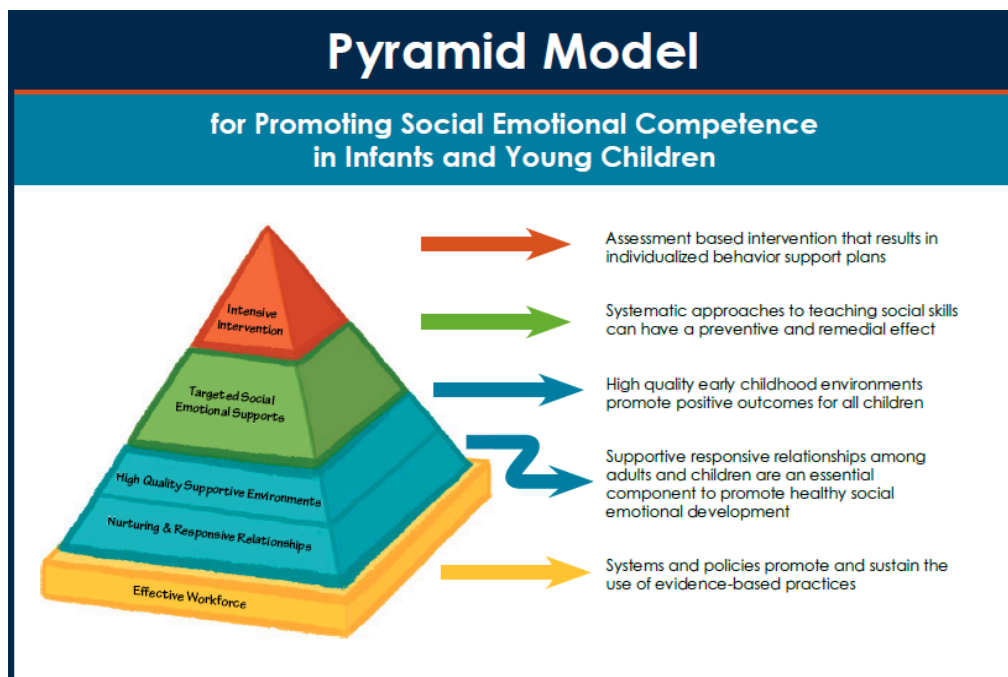 Pyramid Model
for Promoting Social Emotional Competence
in Infants and Young Children
Intensive
Intervention
Assessment based intervention that results in
individualized behavior support plans
Targeted Social
Emotional Supports
Systematic approaches to teaching social skills
can have a preventive and remedial effect
High Quality Supportive Environments
High quality early childhood environments
promote positive outcomes for all children
Nurturing & Responsive Relationships
Supportive responsive relationships among
adults and children are an essential
component to promote healthy social
emotional development
Effective Workforce
Systems and policies promote and sustain the
use of evidence-based practices